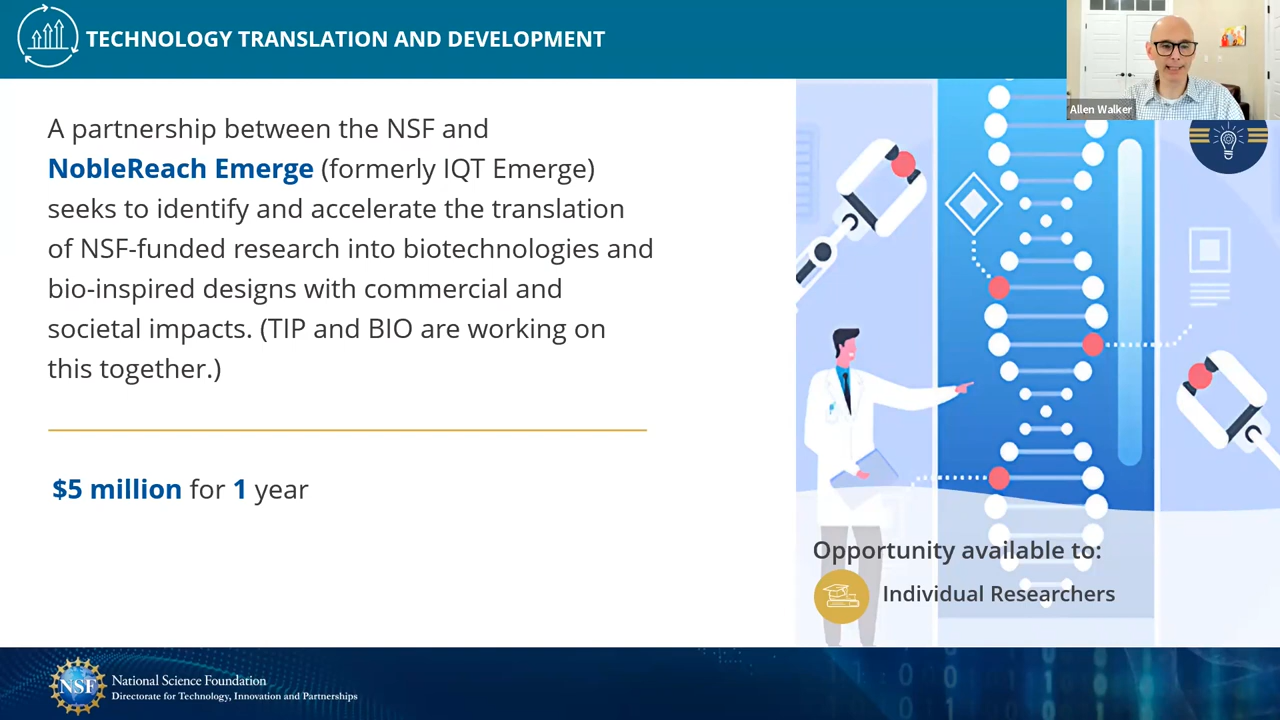 TECHNOLOGY TRANSLATION AND DEVELOPMENT
Allen Walker
A partnership between the NSF and
NobleReach Emerge (formerly IQT Emerge)
seeks to identify and accelerate the translation
of NSF-funded research into biotechnologies and
bio-inspired designs with commercial and
societal impacts. (TIP and BIO are working on
this together.)
$5 million for 1 year
Opportunity available to:
Individual Researchers
NSF
National Science Foundation
Directorate for Technology, Innovation and Partnerships